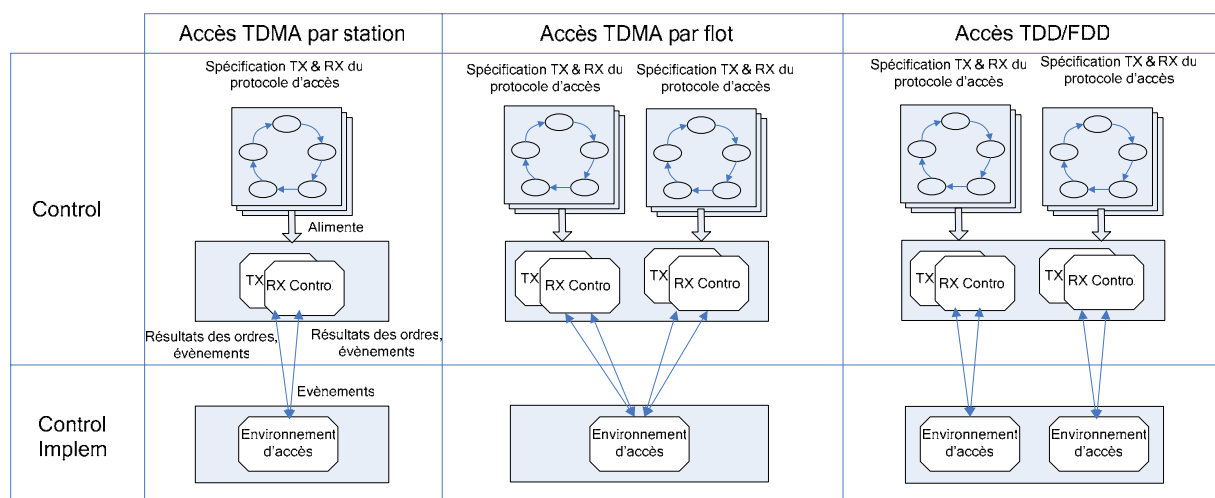 Accès TDMA par station
Accès TDMA par flot
Accès TDD/FDD
Control
Spécification TX & RX du
protocole d'accès
Alimente
TX
RX Contro
Résultats des ordres,
évènements
Résultats des ordres,
évènements
Spécification TX & RX du
protocole d'accès
Spécification TX & RX du
protocole d'accès
TX
RX Contro
TX
RX Contro
Spécification TX & RX du
protocole d'accès
Spécification TX & RX du
protocole d'accès
TX
RX Contro
TX
RX Contro
Control
Implem
Evènements
Environnement
d'accès
Environnement
d'accès
Environnement
d'accès
Environnement
d'accès